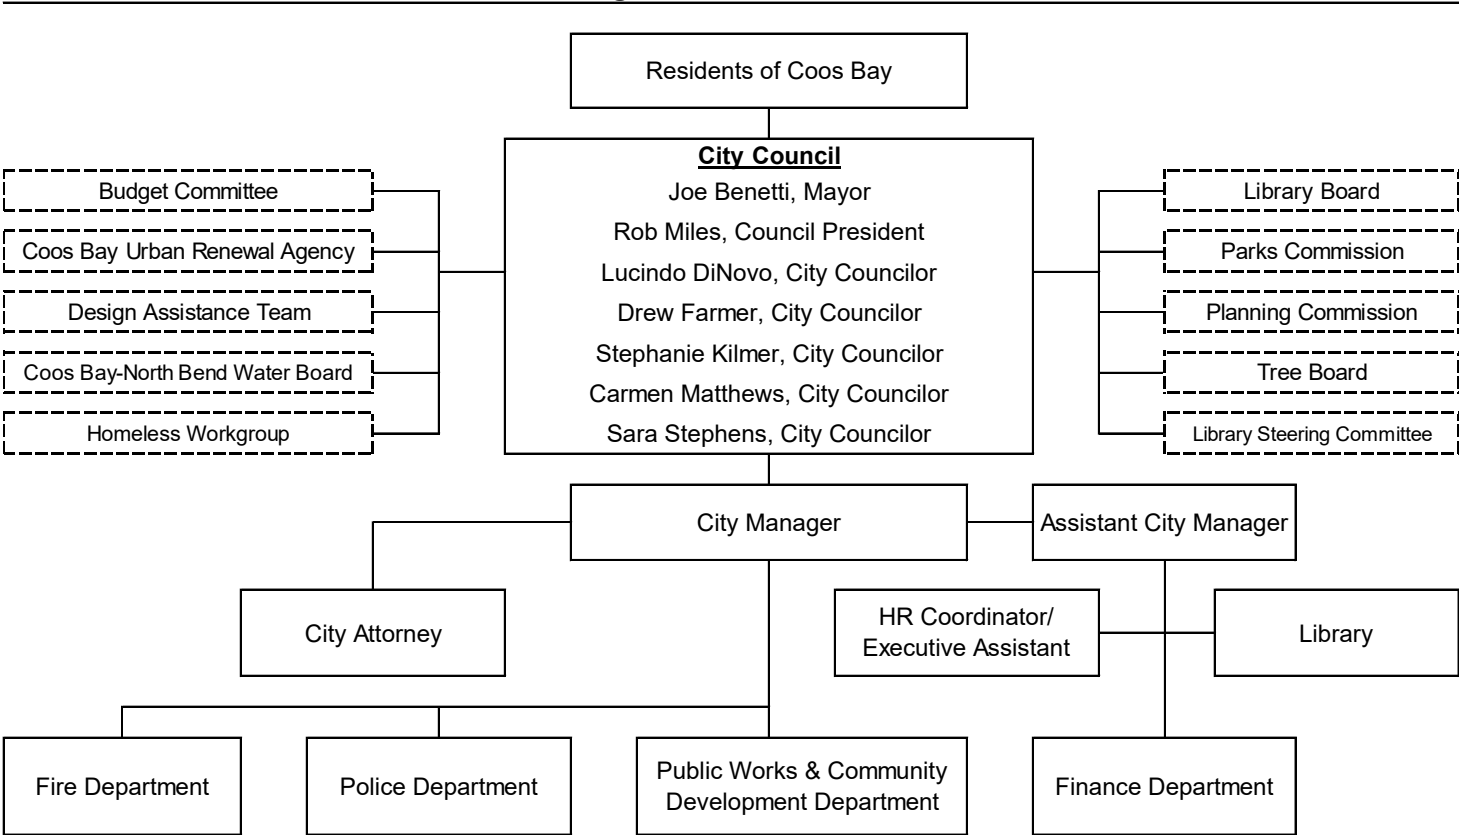 Residents of Coos Bay
City Council
Joe Benetti, Mayor
Rob Miles, Council President
Lucindo DiNovo, City Councilor
Drew Farmer, City Councilor
Stephanie Kilmer, City Councilor
Carmen Matthews, City Councilor
Sara Stephens, City Councilor
Budget Committee
Coos Bay Urban Renewal Agency
Design Assistance Team
Coos Bay-North Bend Water Board
Homeless Workgroup
Library Board
Parks Commission
Planning Commission
Tree Board
Library Steering Committee
City Manager
Assistant City Manager
City Attorney
HR Coordinator/
Executive Assistant
Library
Fire Department
Police Department
Public Works & Community
Development Department
Finance Department